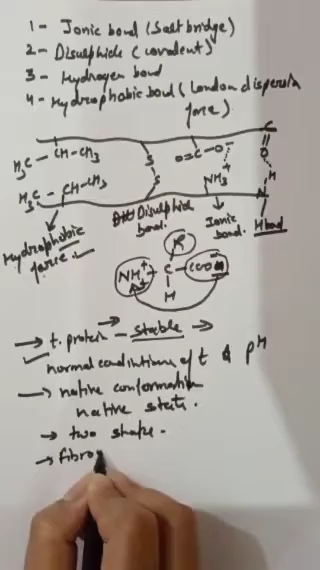 1 - Ionic bond (Salt bridge)
2 - Disulphide (covalent)
3 - Hydrogen bond
4 - Hydrophobic bond (London dispersion
force).
H3C - CH-CH3
H3C - CH-CH3
S
S
O=C-O-
NH3+
C
O
H
N
H
Hydrophobic
force.
Disulphide
bond.
Ionic
bond.
Hbond
R
NH3+ - C - COO-
H
→ t. protein → stable →
normal conditions of t & pH
→ native conformation
native state.
→ two shape.
→ fibro